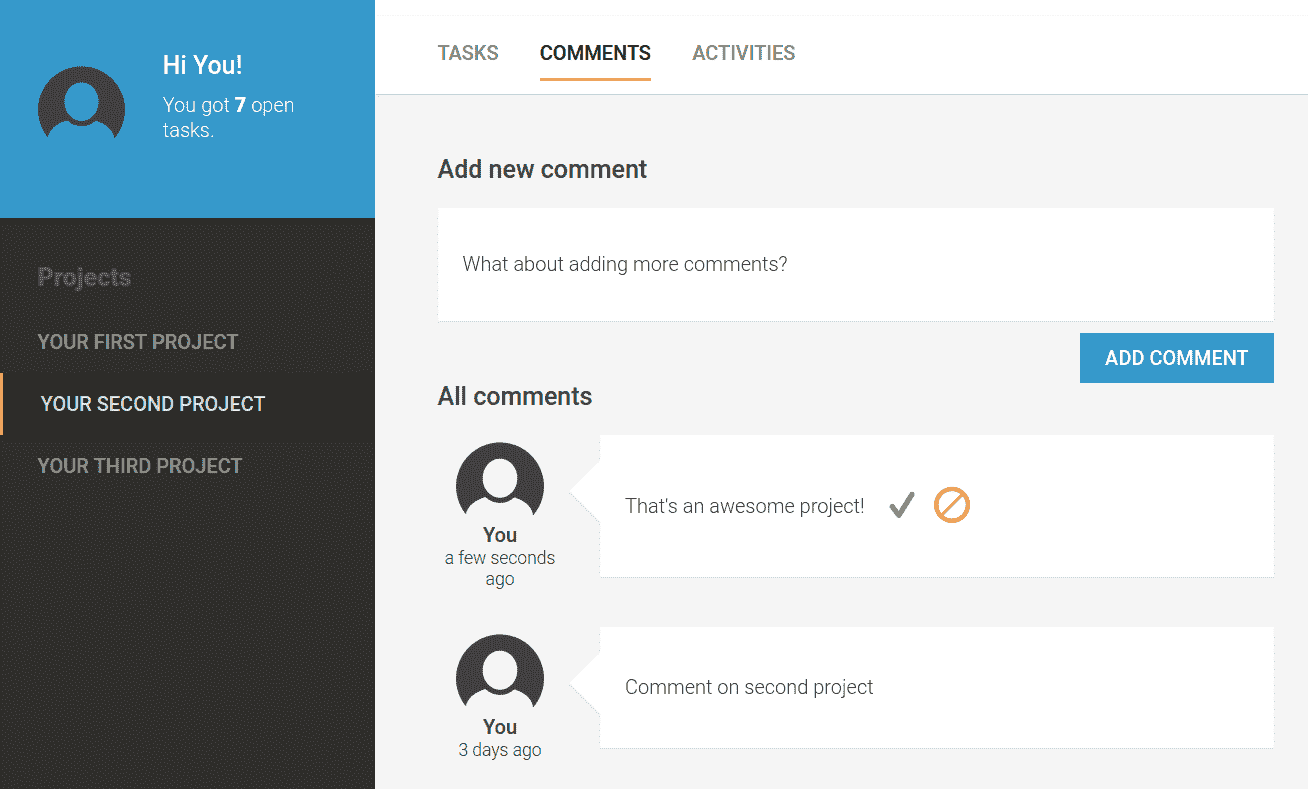 Hi You!
You got 7 open
tasks.
Projects
YOUR FIRST PROJECT
YOUR SECOND PROJECT
YOUR THIRD PROJECT
TASKS COMMENTS ACTIVITIES
Add new comment
What about adding more comments?
ADD COMMENT
All comments
You
a few seconds
ago
That's an awesome project!
You
3 days ago
Comment on second project